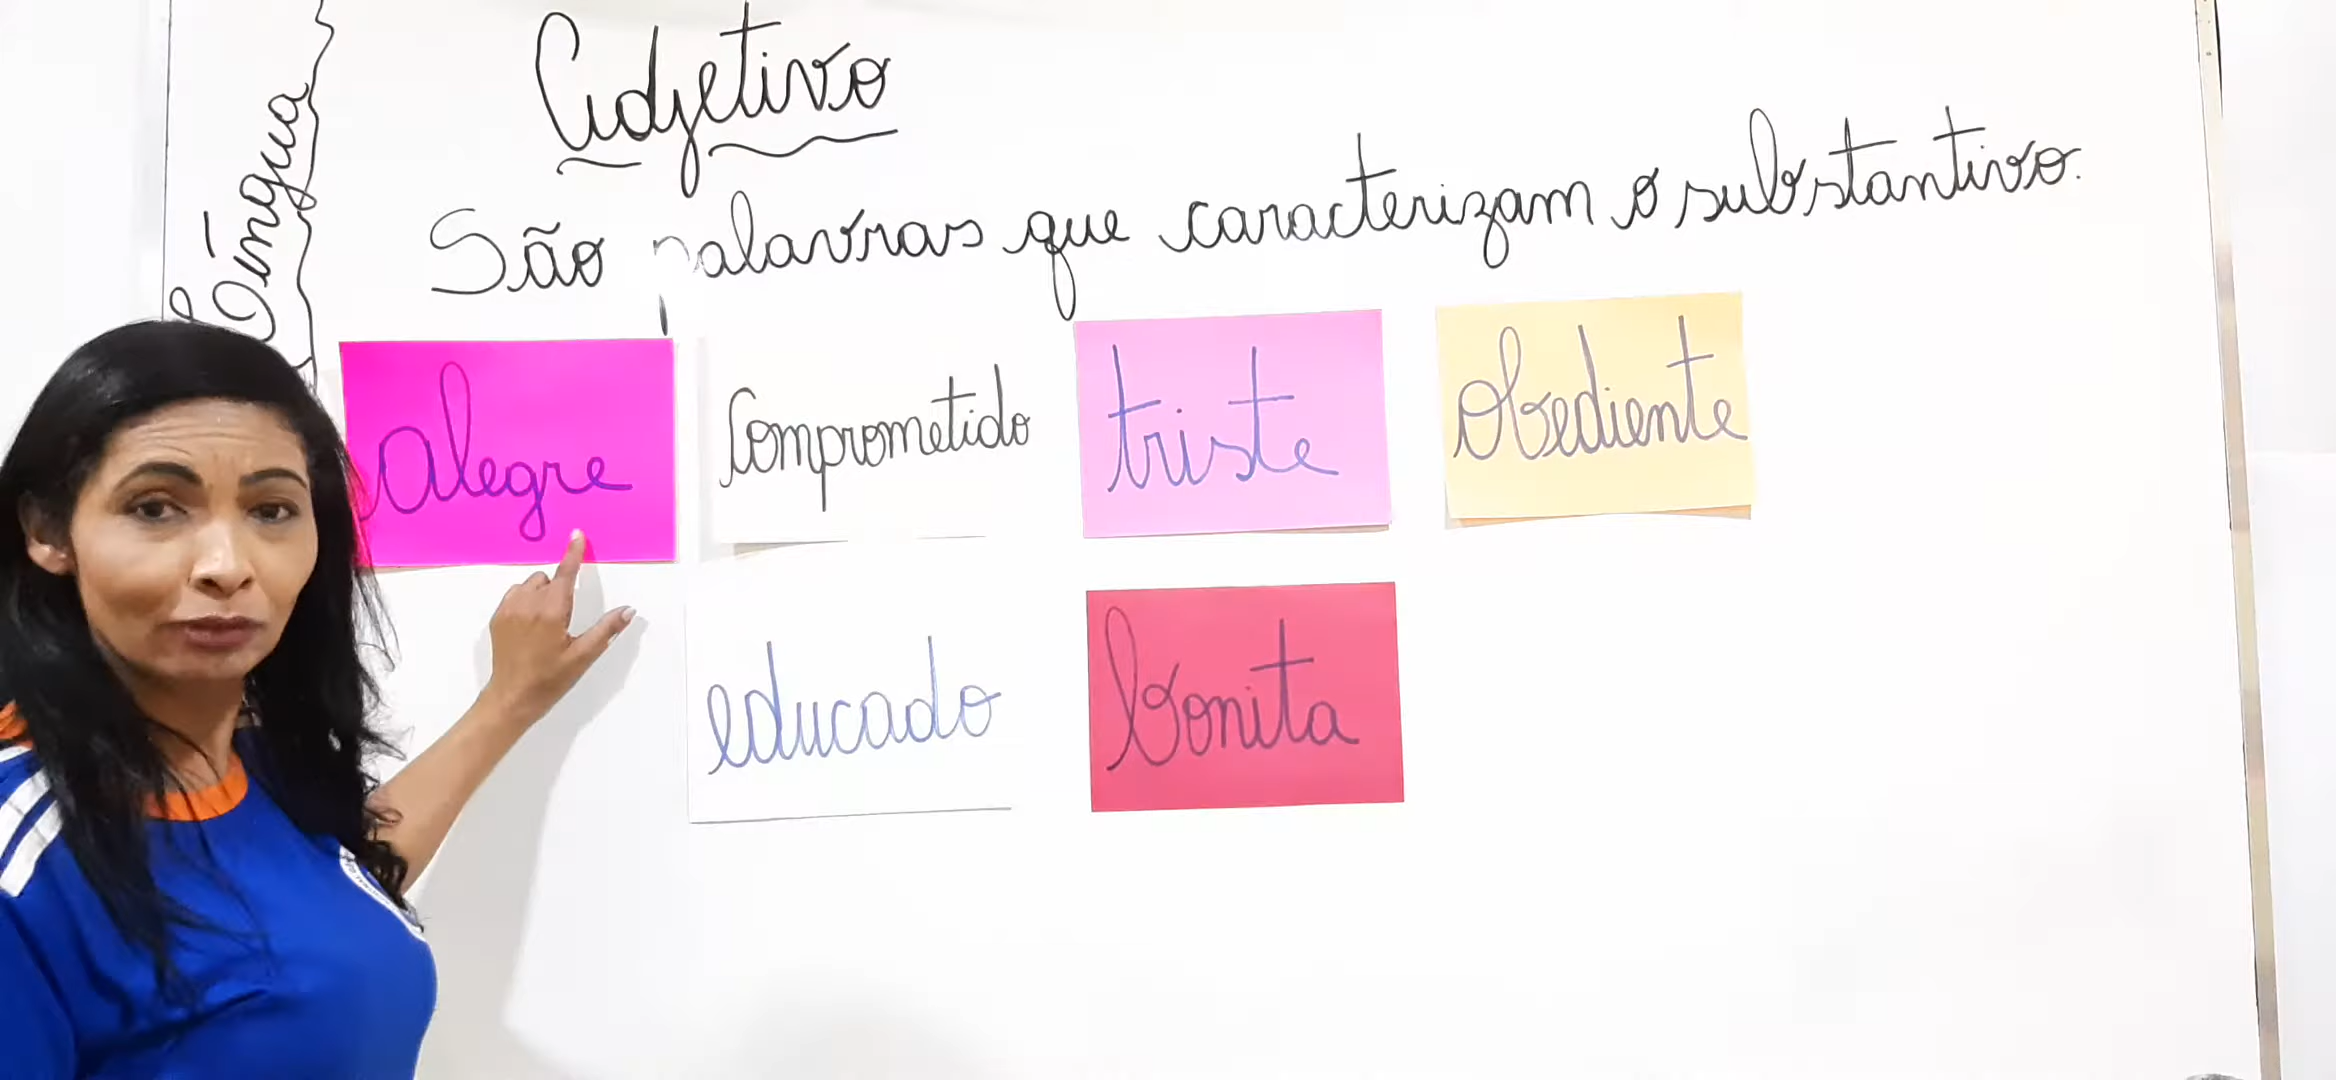 Língua
Adjetivo
São palavras que caracterizam o substantivo.
alegre
Comprometido
triste
Obediente
educado
bonita